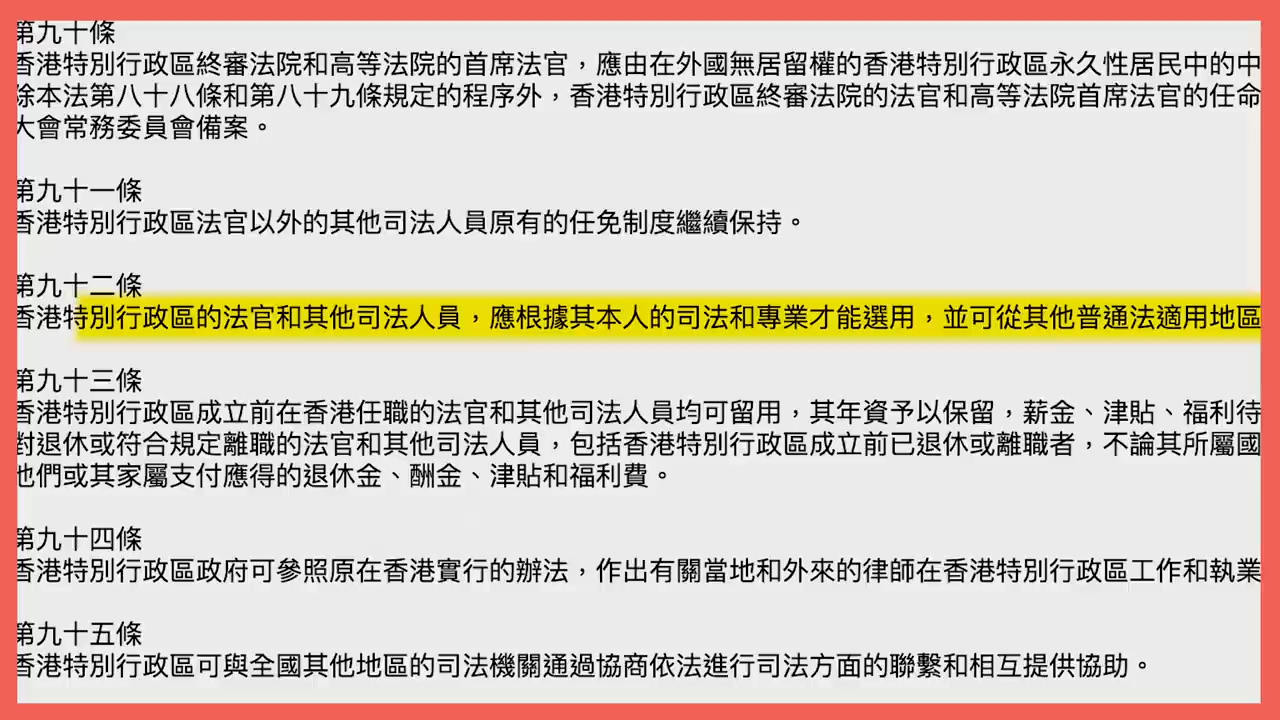 第九十條
香港特別行政區終審法院和高等法院的首席法官，應由在外國無居留權的香港特別行政區永久性居民中的中
除本法第八十八條和第八十九條規定的程序外，香港特別行政區終審法院的法官和高等法院首席法官的任命
大會常務委員會備案。
第九十一條
香港特別行政區法官以外的其他司法人員原有的任免制度繼續保持。
第九十二條
香港特別行政區的法官和其他司法人員，應根據其本人的司法和專業才能選用，並可從其他普通法適用地區
第九十三條
香港特別行政區成立前在香港任職的法官和其他司法人員均可留用，其年資予以保留，薪金、津貼、福利待
對退休或符合規定離職的法官和其他司法人員，包括香港特別行政區成立前已退休或離職者，不論其所屬國
他們或其家屬支付應得的退休金、酬金、津貼和福利費。
第九十四條
香港特別行政區政府可參照原在香港實行的辦法，作出有關當地和外來的律師在香港特別行政區工作和執業
第九十五條
香港特別行政區可與全國其他地區的司法機關通過協商依法進行司法方面的聯繫和相互提供協助。